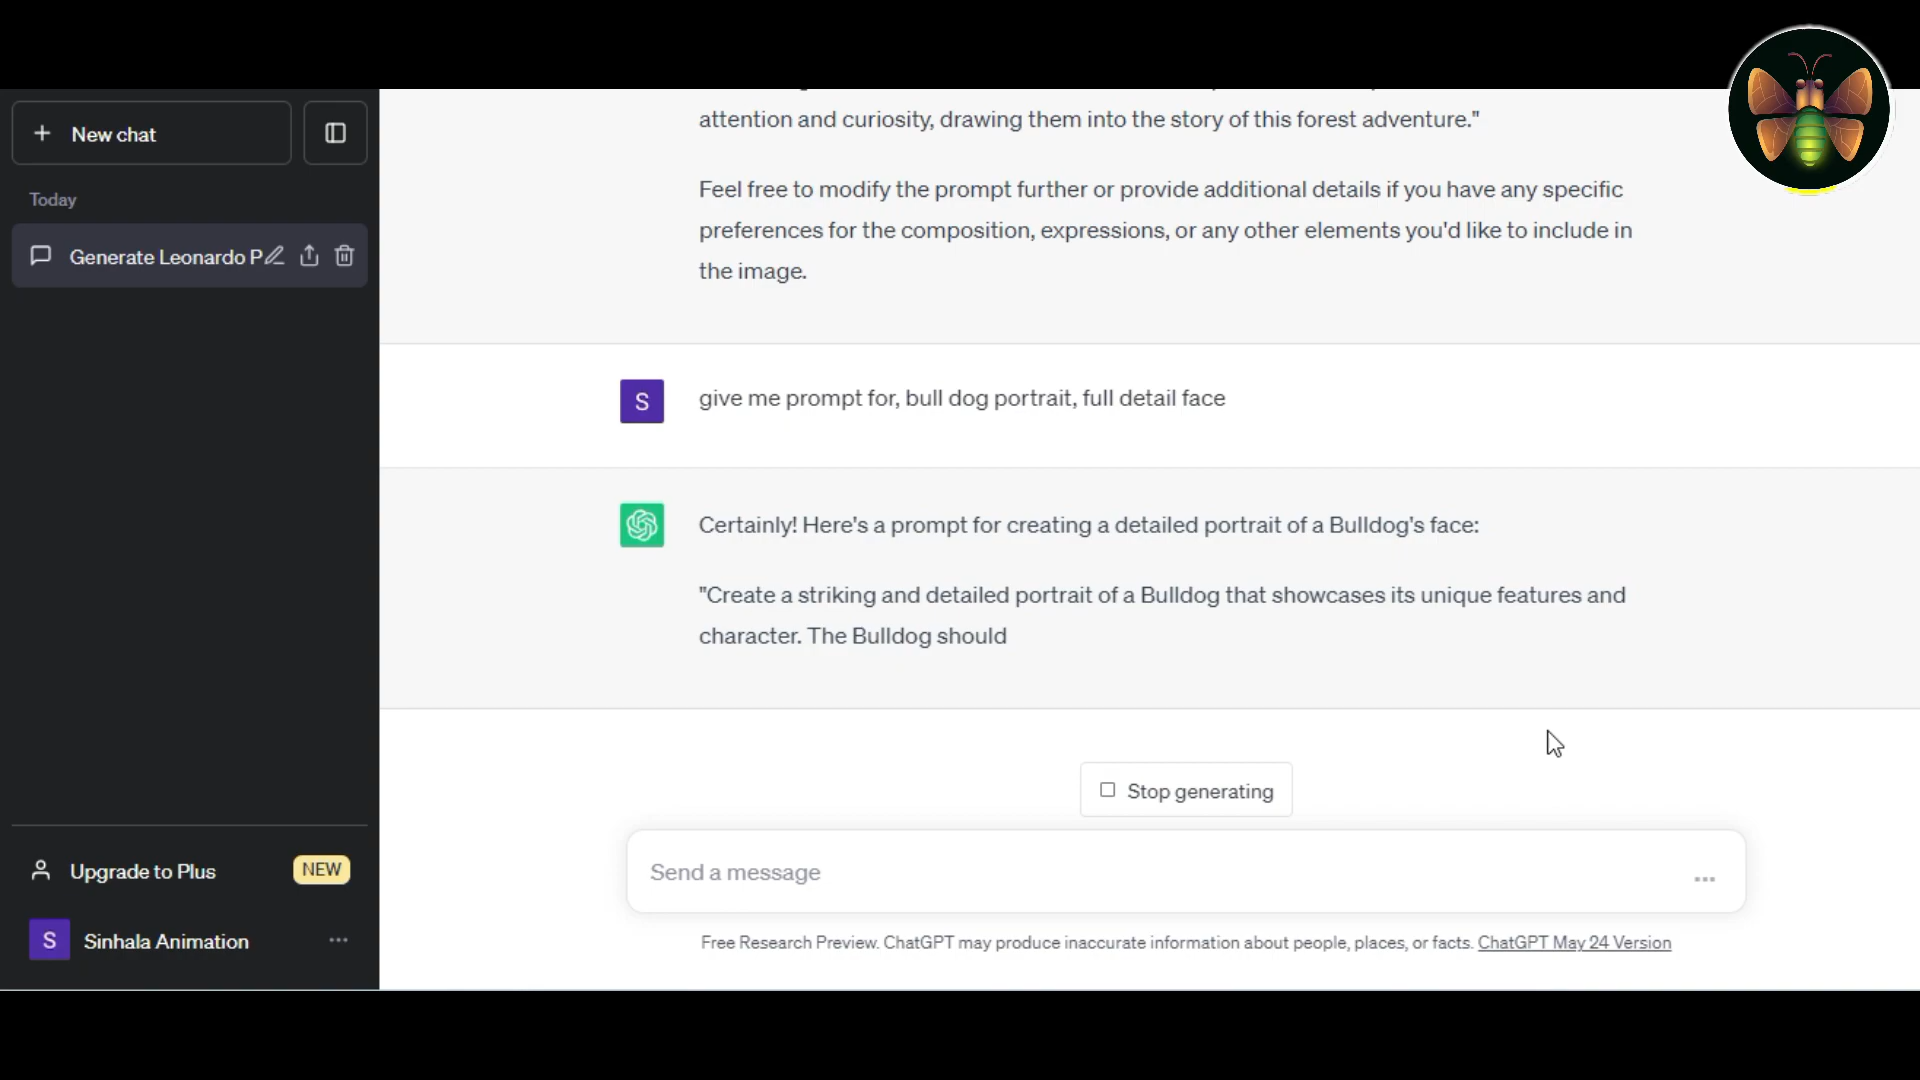 New chat
Today
Generate Leonardo P
attention and curiosity, drawing them into the story of this forest adventure."
Feel free to modify the prompt further or provide additional details if you have any specific
preferences for the composition, expressions, or any other elements you'd like to include in
the image.
S
give me prompt for, bull dog portrait, full detail face
Certainly! Here's a prompt for creating a detailed portrait of a Bulldog's face:
"Create a striking and detailed portrait of a Bulldog that showcases its unique features and
character. The Bulldog should
Stop generating
Send a message
Free Research Preview. ChatGPT may produce inaccurate information about people, places, or facts. ChatGPT May 24 Version
Upgrade to Plus
NEW
S
Sinhala Animation